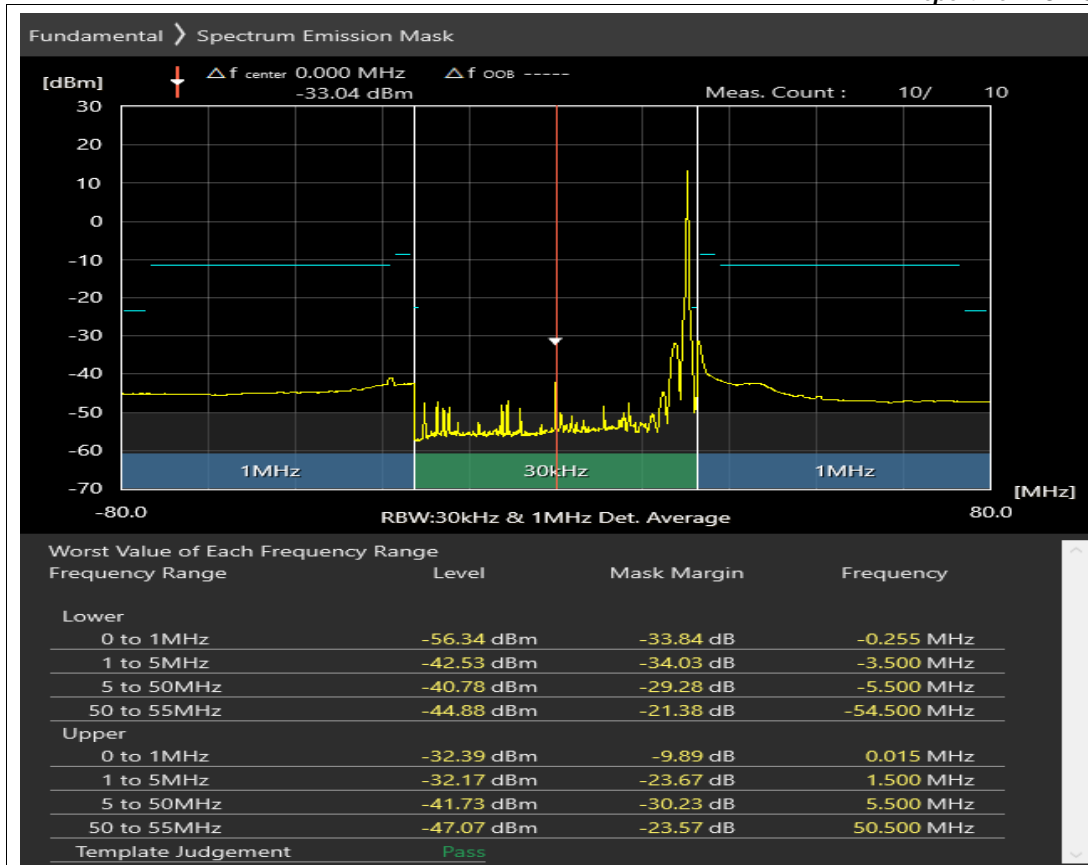 Fundamental ❯ Spectrum Emission Mask
[dBm] △f center 0.000 MHz △f OOB -----
-33.04 dBm Meas. Count : 10/ 10
30
20
10
0
-10
-20
-30
-40
-50
-60
1MHz 30kHz 1MHz
-70
[MHz]
-80.0 RBW:30kHz & 1MHz Det. Average 80.0
Worst Value of Each Frequency Range
Frequency Range Level Mask Margin Frequency
Lower
0 to 1MHz -56.34 dBm -33.84 dB -0.255 MHz
1 to 5MHz -42.53 dBm -34.03 dB -3.500 MHz
5 to 50MHz -40.78 dBm -29.28 dB -5.500 MHz
50 to 55MHz -44.88 dBm -21.38 dB -54.500 MHz
Upper
0 to 1MHz -32.39 dBm -9.89 dB 0.015 MHz
1 to 5MHz -32.17 dBm -23.67 dB 1.500 MHz
5 to 50MHz -41.73 dBm -30.23 dB 5.500 MHz
50 to 55MHz -47.07 dBm -23.57 dB 50.500 MHz
Template Judgement Pass